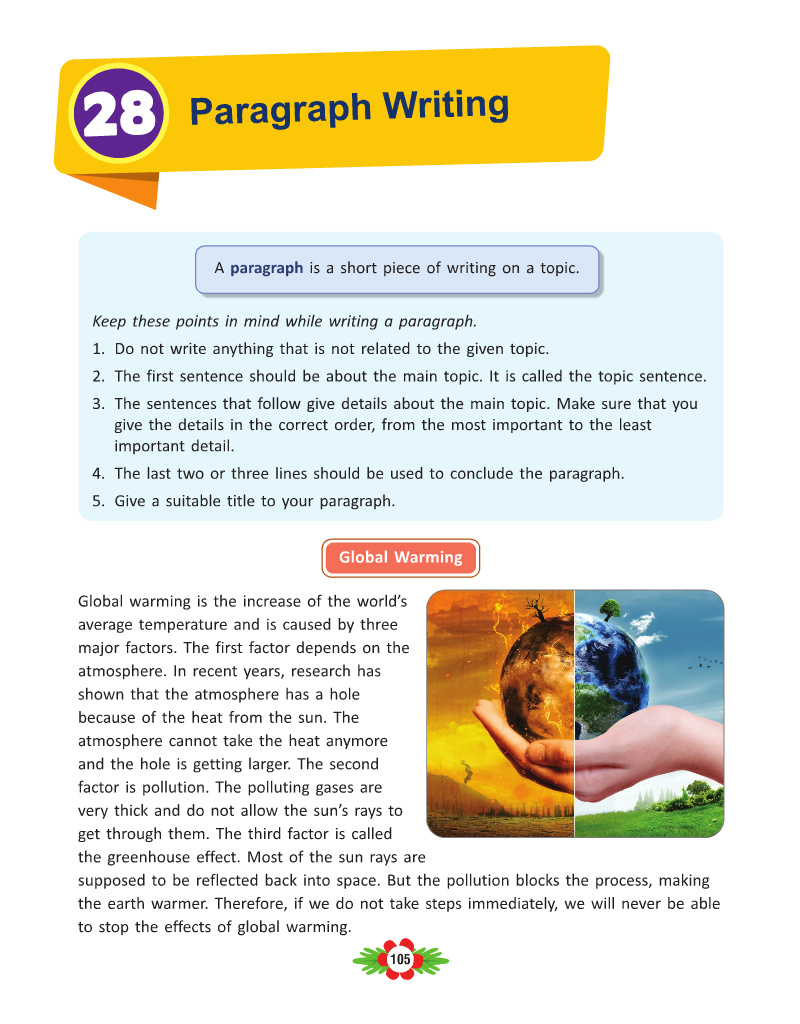 28
Paragraph Writing
A paragraph is a short piece of writing on a topic.
Keep these points in mind while writing a paragraph.
1. Do not write anything that is not related to the given topic.
2. The first sentence should be about the main topic. It is called the topic sentence.
3. The sentences that follow give details about the main topic. Make sure that you
give the details in the correct order, from the most important to the least
important detail.
4. The last two or three lines should be used to conclude the paragraph.
5. Give a suitable title to your paragraph.
Global Warming
Global warming is the increase of the world’s
average temperature and is caused by three
major factors. The first factor depends on the
atmosphere. In recent years, research has
shown that the atmosphere has a hole
because of the heat from the sun. The
atmosphere cannot take the heat anymore
and the hole is getting larger. The second
factor is pollution. The polluting gases are
very thick and do not allow the sun’s rays to
get through them. The third factor is called
the greenhouse effect. Most of the sun rays are
supposed to be reflected back into space. But the pollution blocks the process, making
the earth warmer. Therefore, if we do not take steps immediately, we will never be able
to stop the effects of global warming.
105